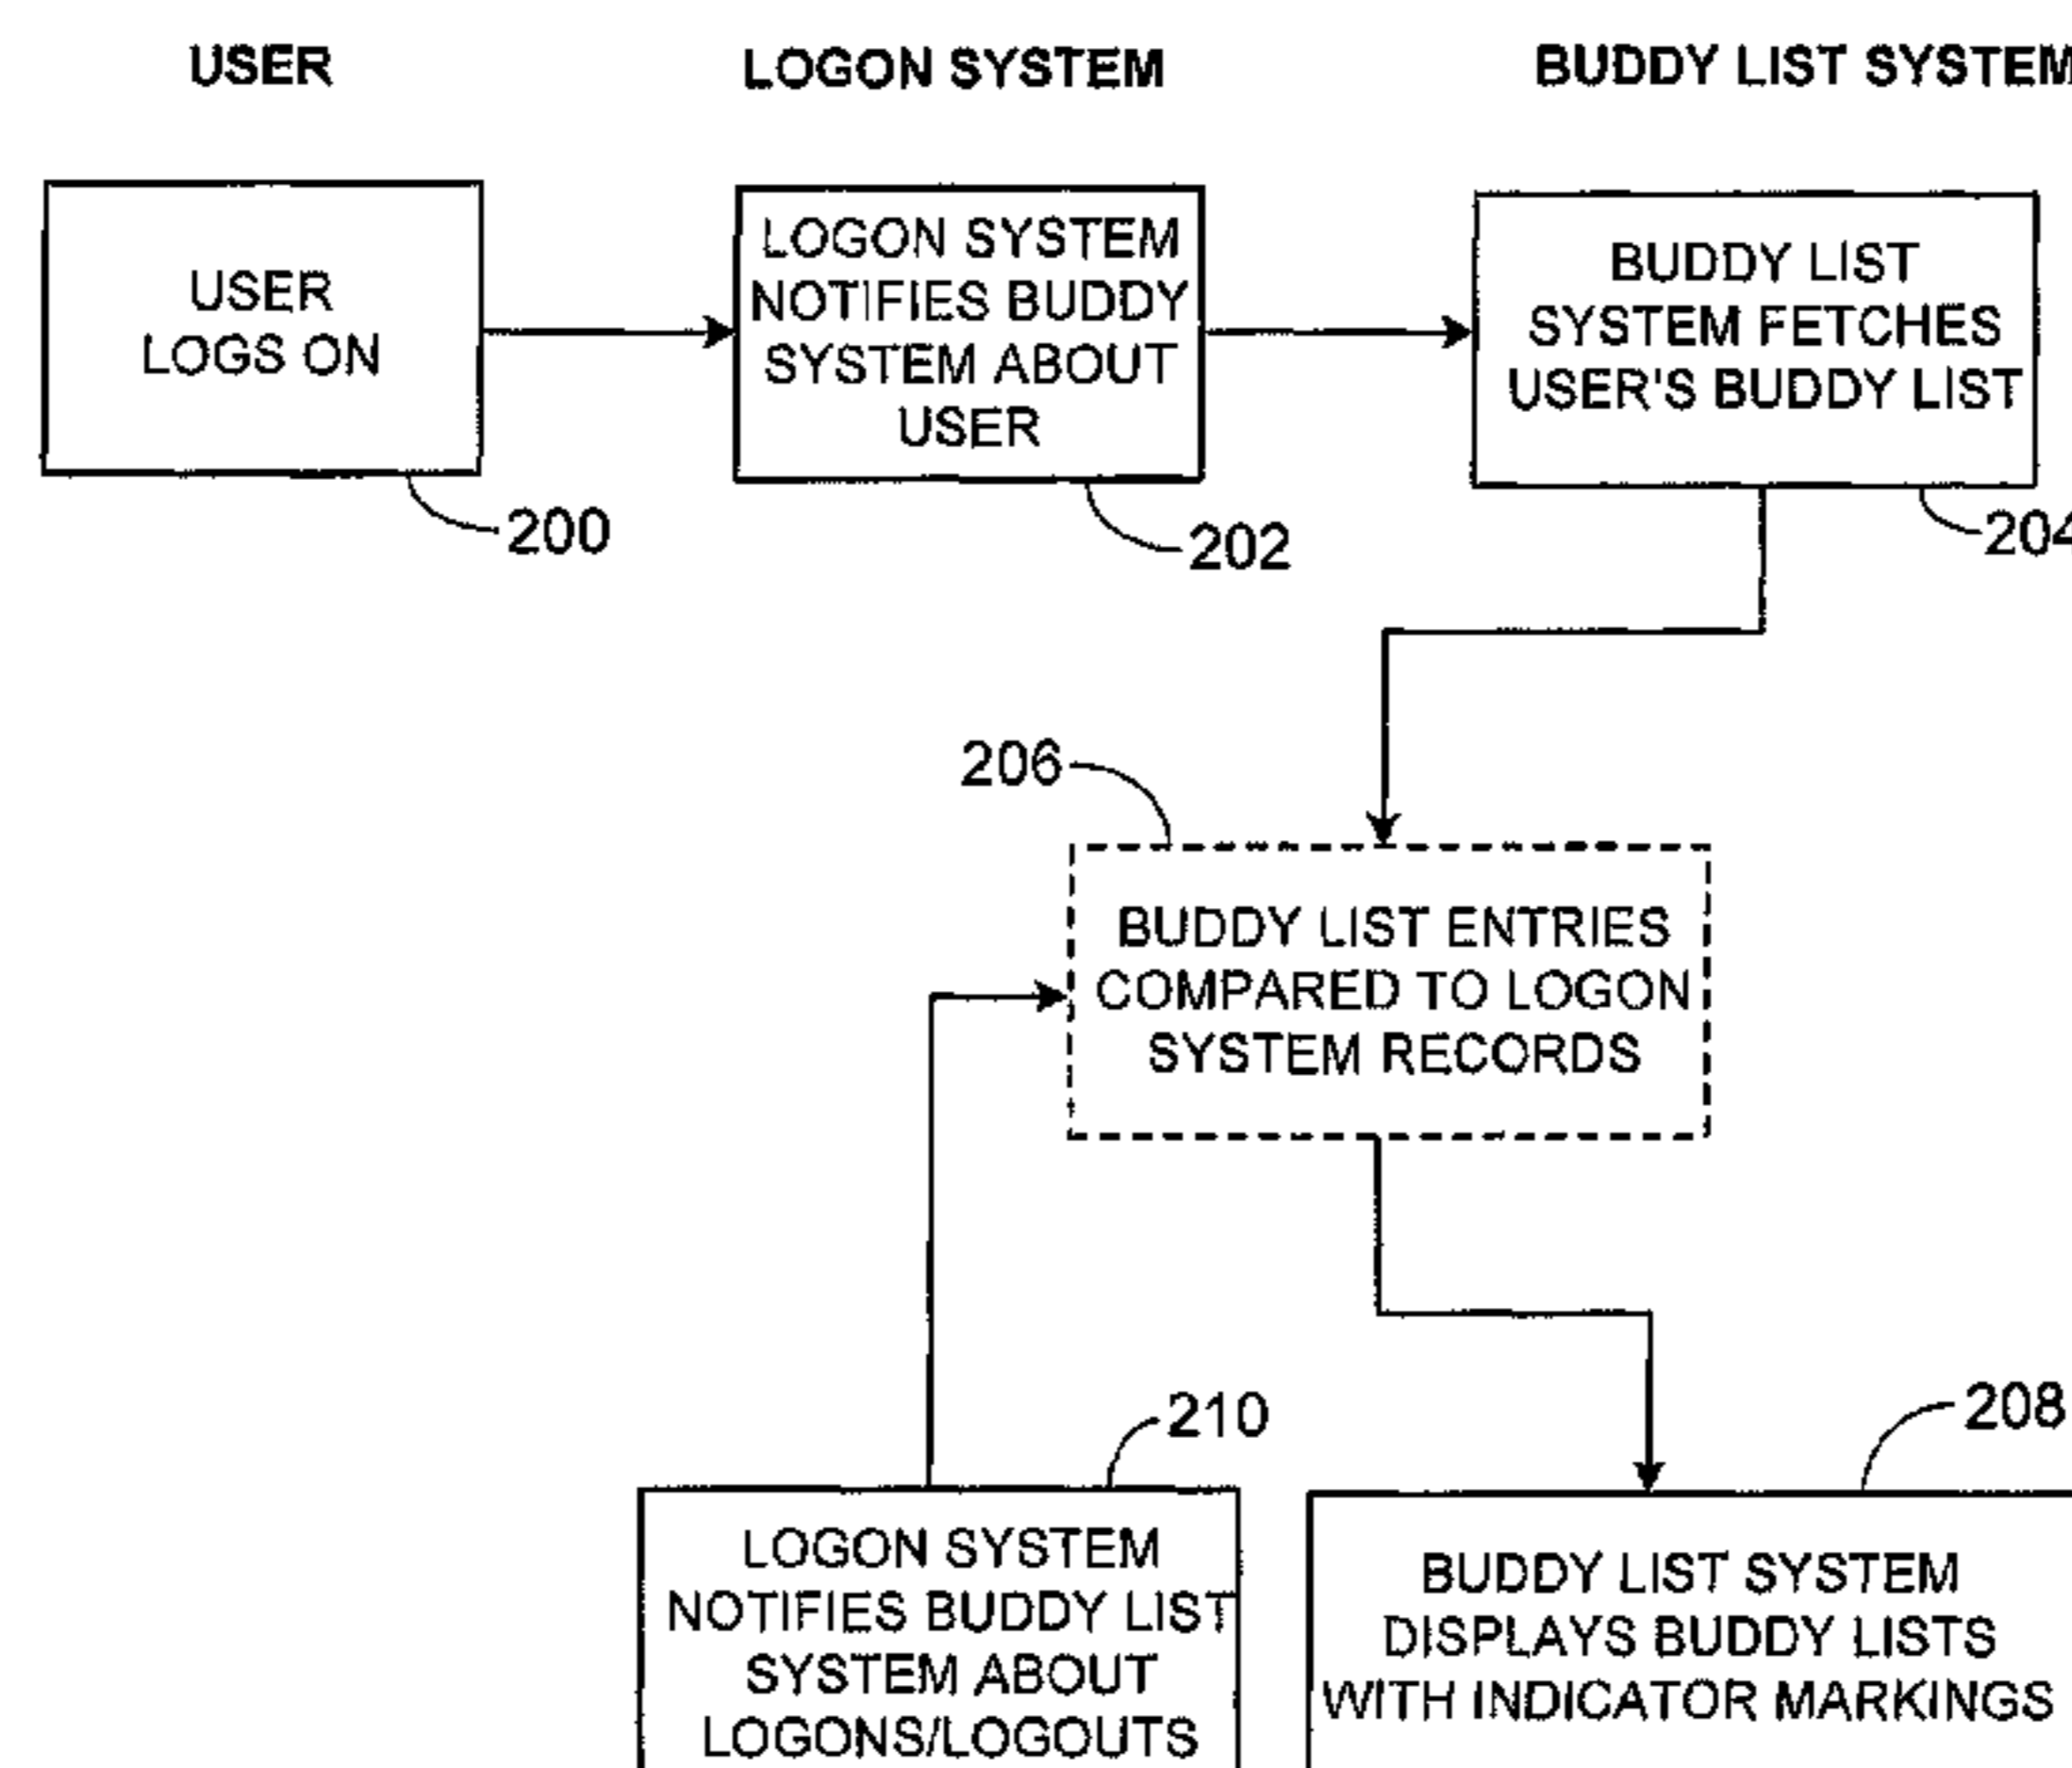 USER
LOGON SYSTEM
BUDDY LIST SYSTEM
USER
LOGS ON
200
LOGON SYSTEM
NOTIFIES BUDDY
SYSTEM ABOUT
USER
202
BUDDY LIST
SYSTEM FETCHES
USER'S BUDDY LIST
204
206
BUDDY LIST ENTRIES
COMPARED TO LOGON
SYSTEM RECORDS
210
LOGON SYSTEM
NOTIFIES BUDDY LIST
SYSTEM ABOUT
LOGONS/LOGOUTS
208
BUDDY LIST SYSTEM
DISPLAYS BUDDY LISTS
WITH INDICATOR MARKINGS